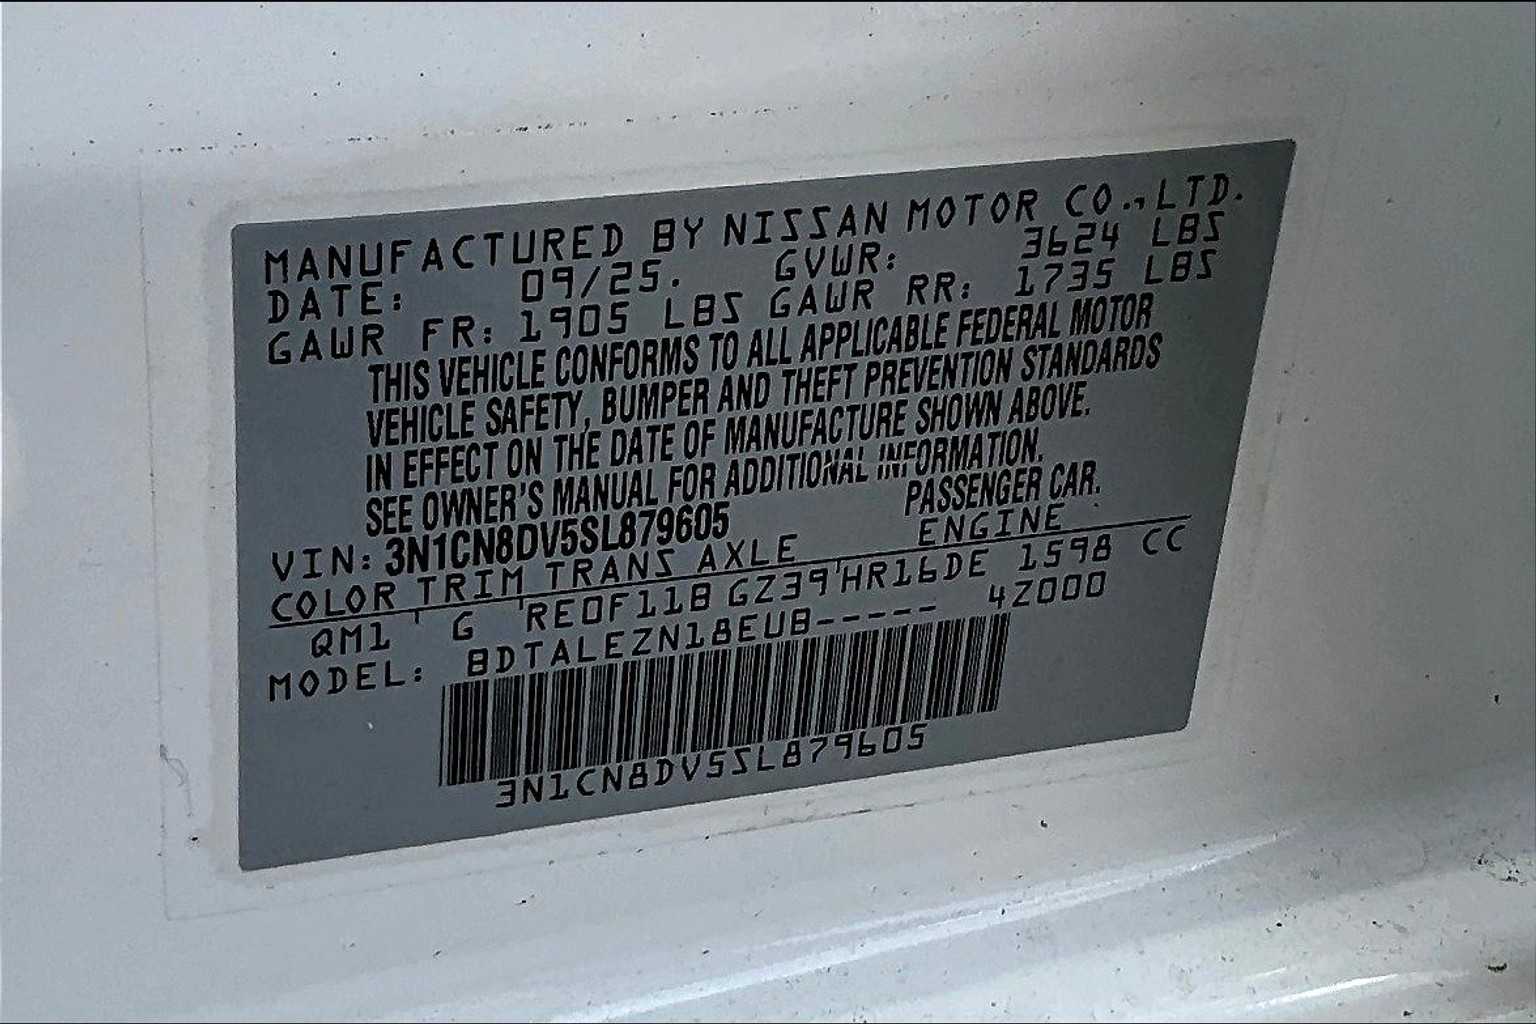 MANUFACTURED BY NISSAN MOTOR CO., LTD.
DATE: 09/25. GVWR: 3624 LBS
GAWR FR: 1905 LBS GAWR RR: 1735 LBS
THIS VEHICLE CONFORMS TO ALL APPLICABLE FEDERAL MOTOR
VEHICLE SAFETY, BUMPER AND THEFT PREVENTION STANDARDS
IN EFFECT ON THE DATE OF MANUFACTURE SHOWN ABOVE.
SEE OWNER'S MANUAL FOR ADDITIONAL INFORMATION.
VIN: 3N1CN8DV5SL879605 PASSENGER CAR.
COLOR TRIM TRANS AXLE ENGINE
QM1 G RE0F11B GZ39 HR16DE 1598 CC
MODEL: BDTALEZN18EUB----- 4Z000
3N1CN8DV5SL879605